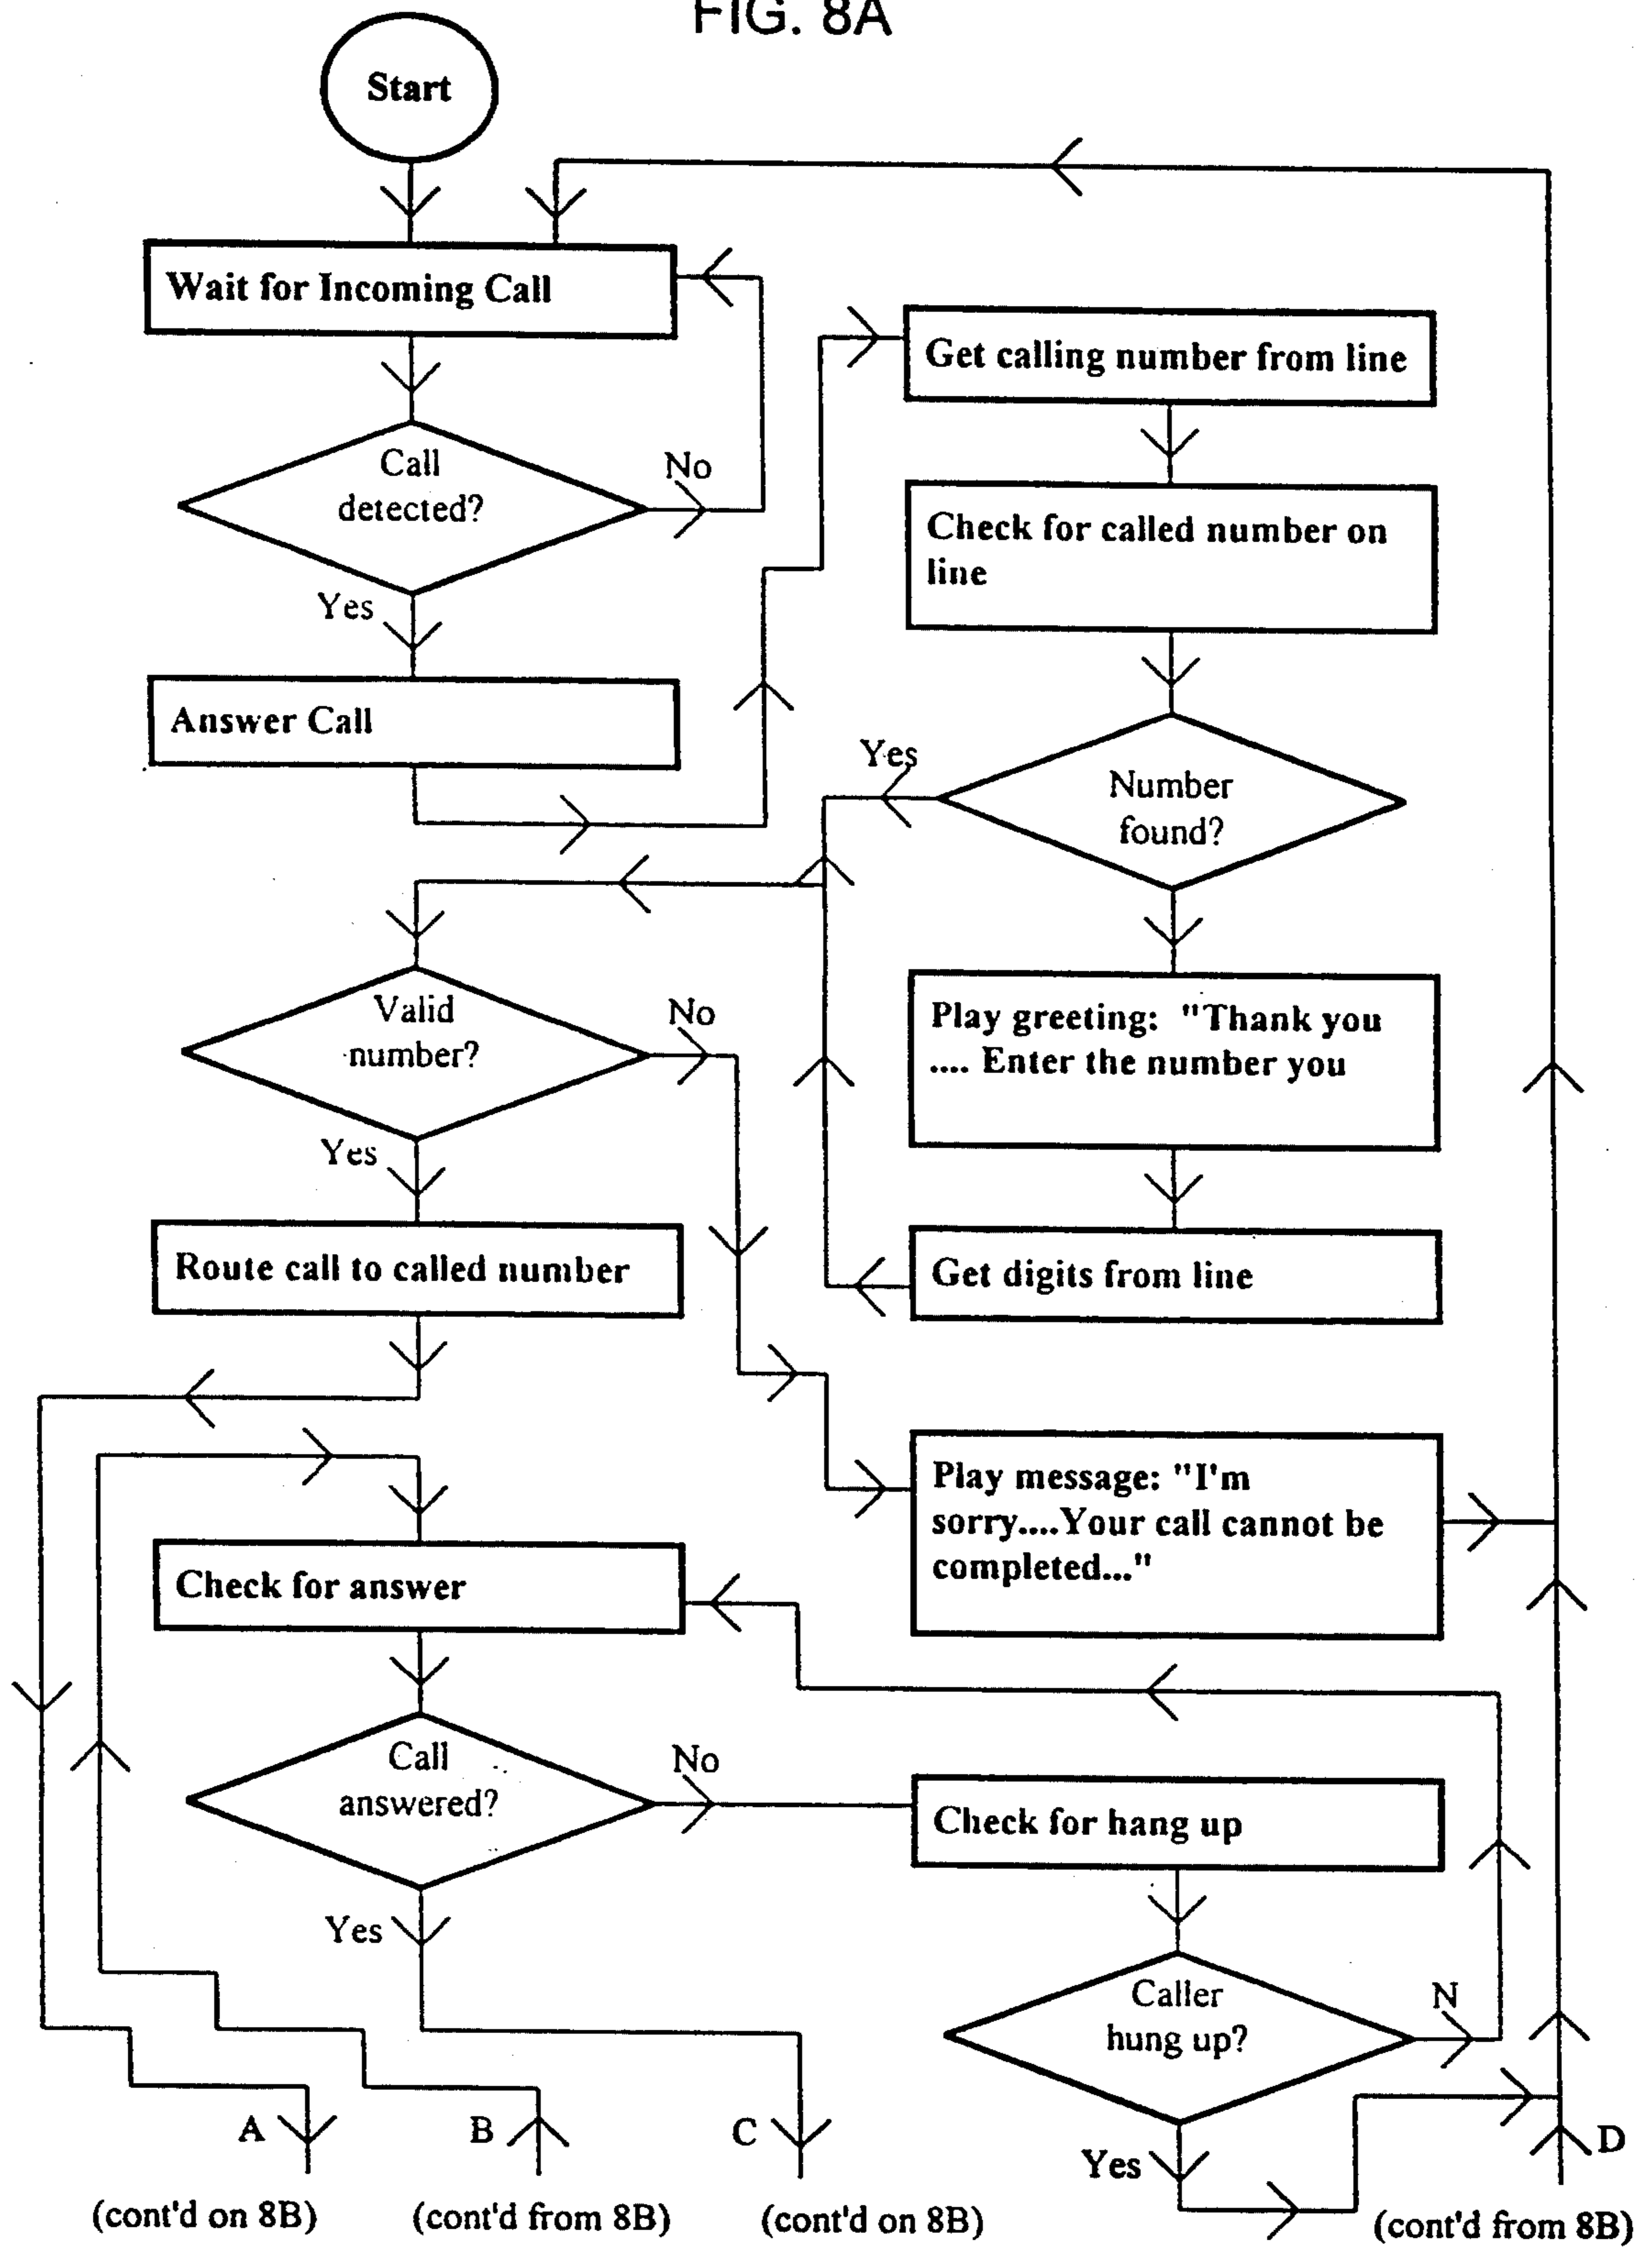 FIG. 8A
Start
Wait for Incoming Call
Call
detected?
No
Yes
Answer Call
Get calling number from line
Check for called number on
line
Number
found?
Yes
Play greeting: "Thank you
.... Enter the number you
Get digits from line
Valid
number?
No
Yes
Route call to called number
Play message: "I'm
sorry....Your call cannot be
completed..."
Check for answer
Call
answered?
No
Yes
Check for hang up
Caller
hung up?
N
Yes
A
B
C
D
(cont'd on 8B)
(cont'd from 8B)
(cont'd on 8B)
(cont'd from 8B)